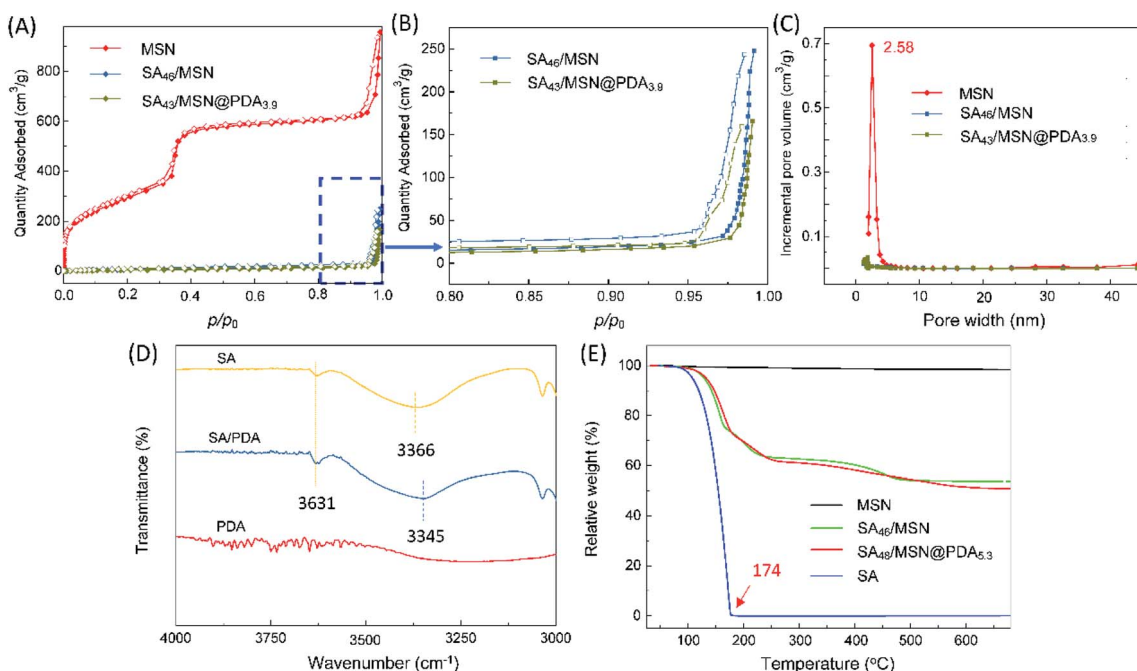 (A)
MSN
SA46/MSN
SA43/MSN@PDA3.9
Quantity Adsorbed (cm3/g)
800
600
400
200
0
0.0 0.2 0.4 0.6 0.8 1.0
p/p0
(B)
SA46/MSN
SA43/MSN@PDA3.9
Quantity Adsorbed (cm3/g)
250
200
150
100
50
0
0.80 0.85 0.90 0.95 1.00
p/p0
(C)
2.58
MSN
SA46/MSN
SA43/MSN@PDA3.9
Incremental pore volume (cm3/g)
0.7
0.5
0.3
0.1
0 10 20 30 40
Pore width (nm)
(D)
SA
3366
SA/PDA
3631
3345
PDA
Transmittance (%)
4000 3750 3500 3250 3000
Wavenumber (cm-1)
(E)
Relative weight (%)
100
80
60
40
20
0
MSN
SA46/MSN
SA48/MSN@PDA5.3
SA
174
100 200 300 400 500 600
Temperature (oC)